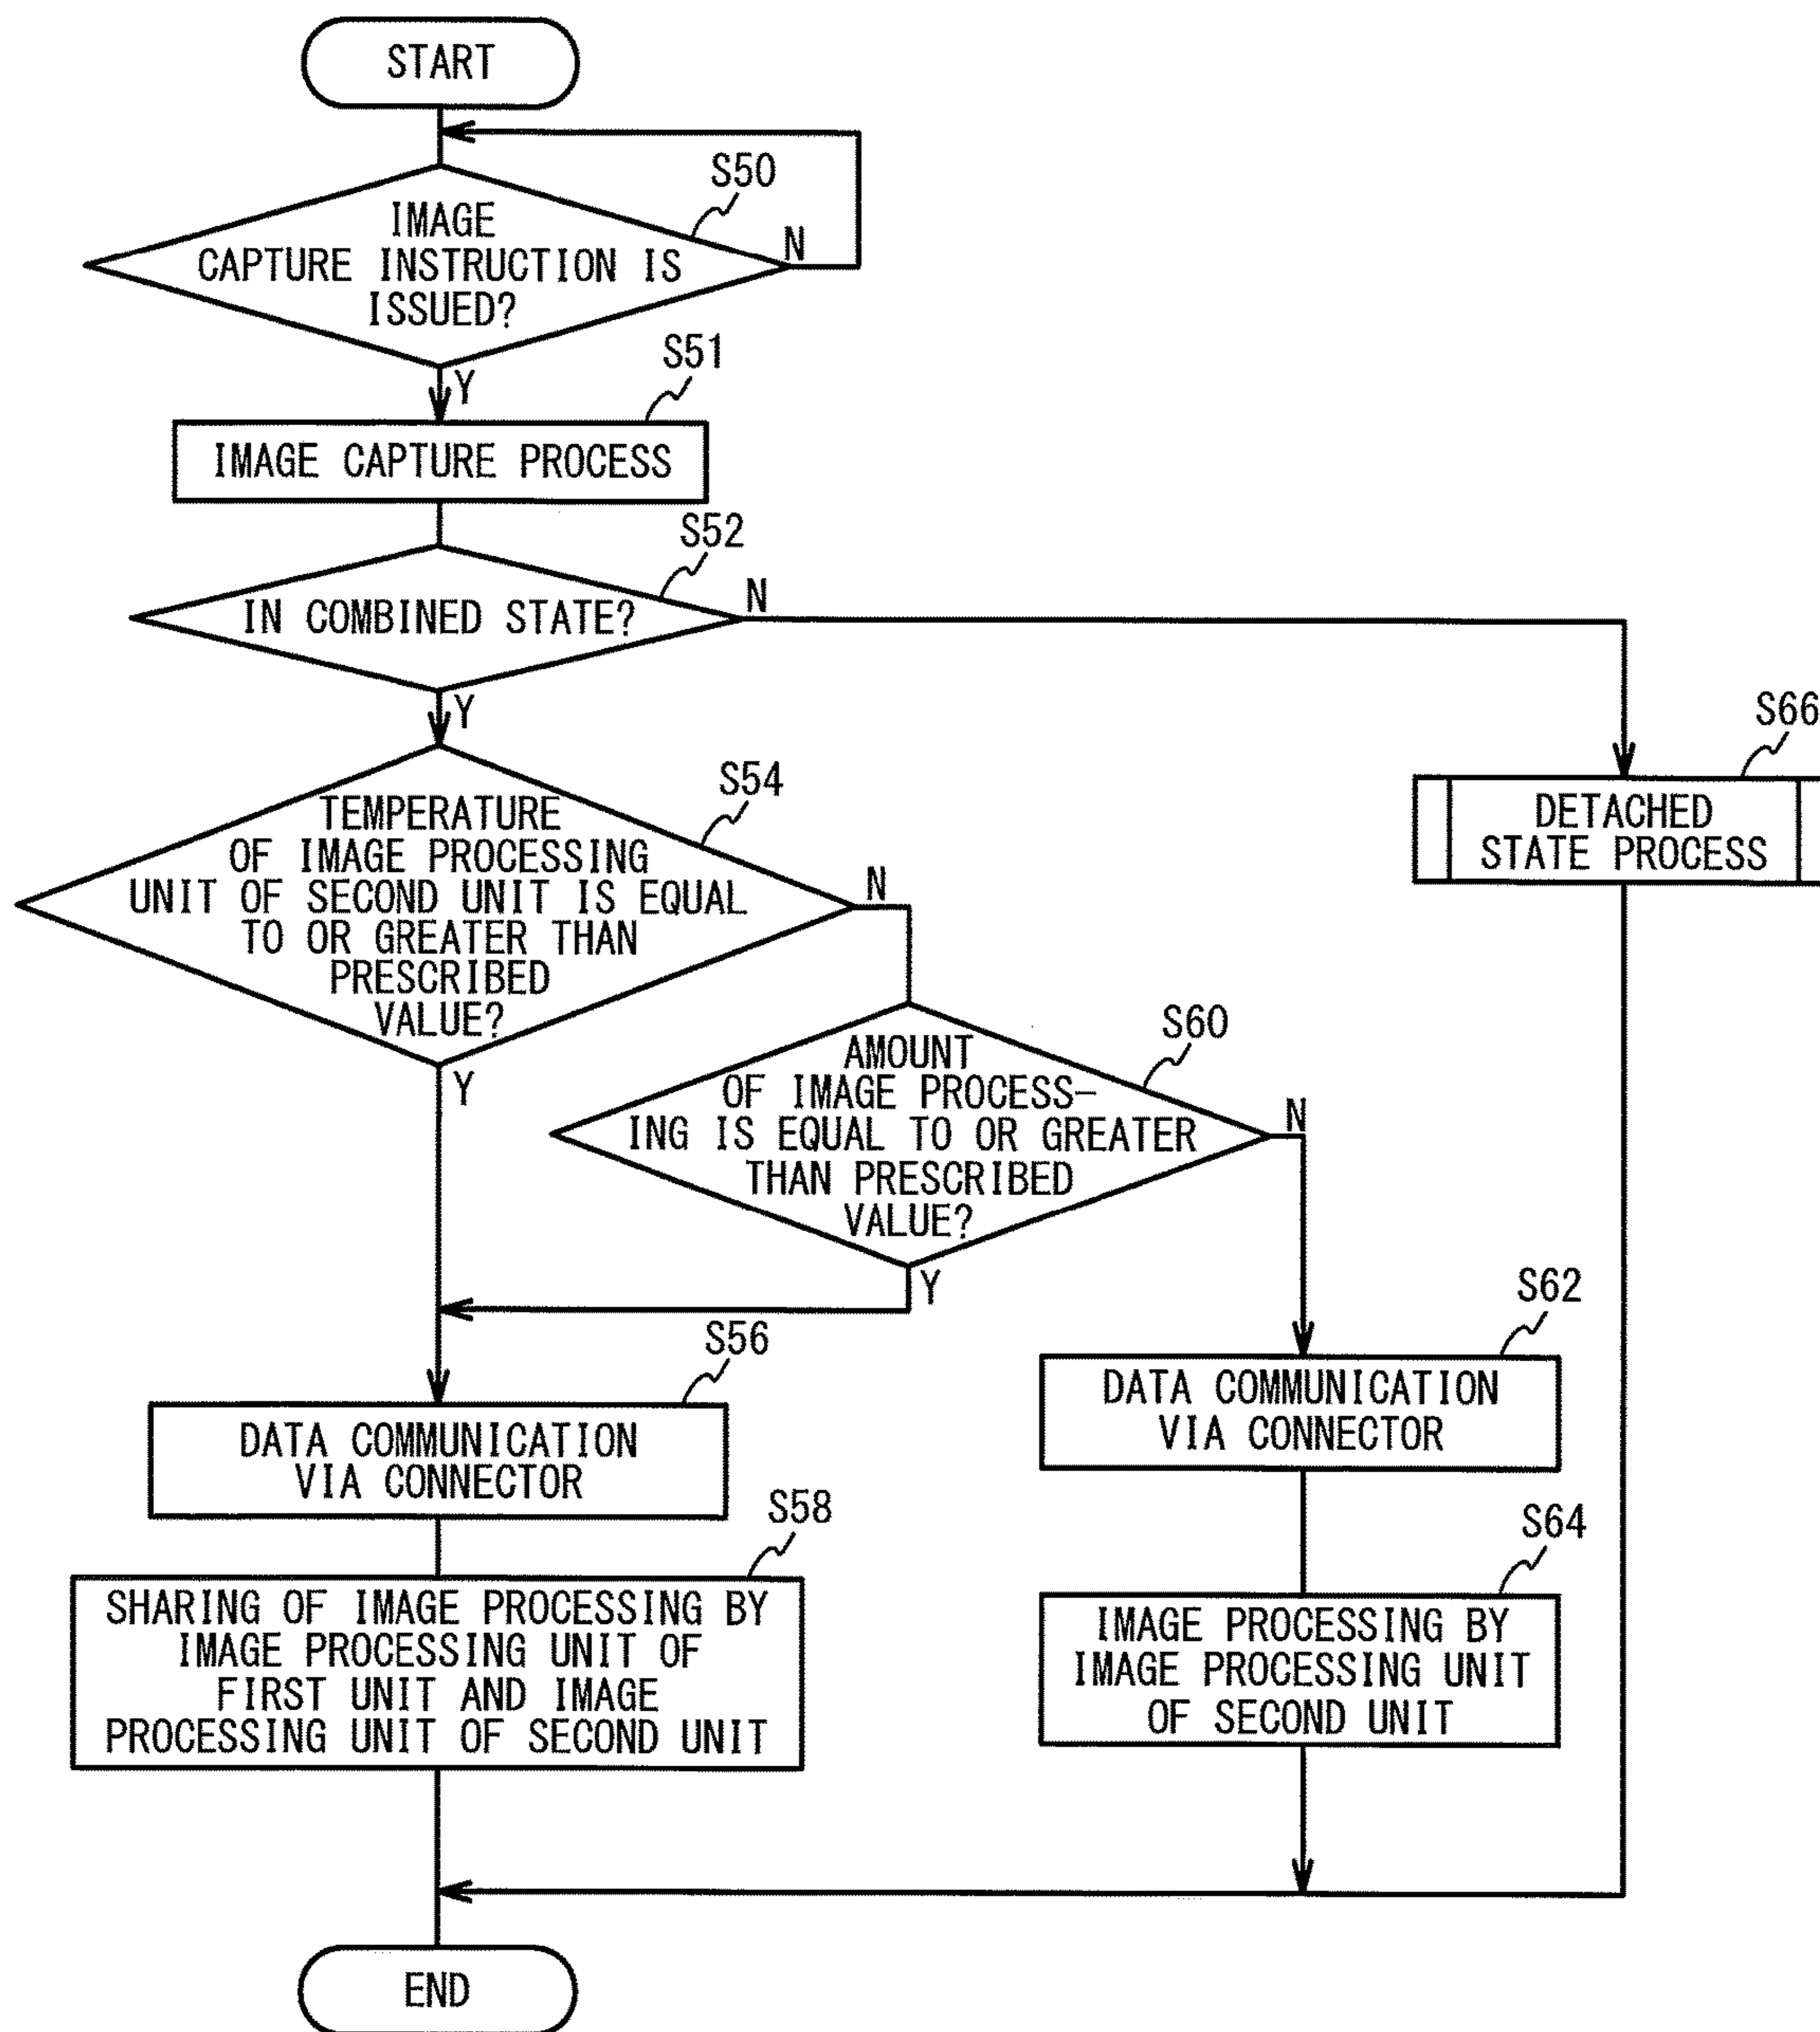 START
S50
IMAGE
CAPTURE INSTRUCTION IS
ISSUED?
N
Y
S51
IMAGE CAPTURE PROCESS
S52
IN COMBINED STATE?
N
Y
S54
TEMPERATURE
OF IMAGE PROCESSING
UNIT OF SECOND UNIT IS EQUAL
TO OR GREATER THAN
PRESCRIBED
VALUE?
N
Y
S66
DETACHED
STATE PROCESS
S60
AMOUNT
OF IMAGE PROCESS-
ING IS EQUAL TO OR GREATER
THAN PRESCRIBED
VALUE?
N
Y
S56
DATA COMMUNICATION
VIA CONNECTOR
S58
SHARING OF IMAGE PROCESSING BY
IMAGE PROCESSING UNIT OF
FIRST UNIT AND IMAGE
PROCESSING UNIT OF SECOND UNIT
S62
DATA COMMUNICATION
VIA CONNECTOR
S64
IMAGE PROCESSING BY
IMAGE PROCESSING UNIT
OF SECOND UNIT
END